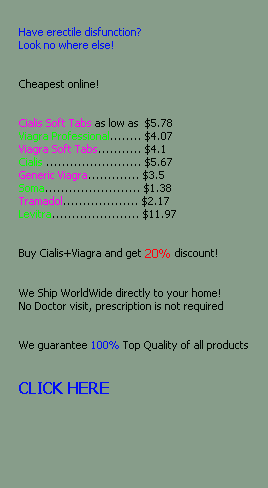 Have erectile disfunction?
Look no where else!
Cheapest online!
Cialis Soft Tabs as low as $5.78
Professional........ $4.07
Viagra Soft Tabs........... $4.1
$5.67
Generic Viagra............. $3.5
$1.38
Tramadol................... $2.17
$11.97
Buy Cialis+Viagra and get 20% discount!
We Ship WorldWide directly to your home!
No Doctor visit, prescription is not required
We guarantee 100% Top Quality of all products
CLICK HERE